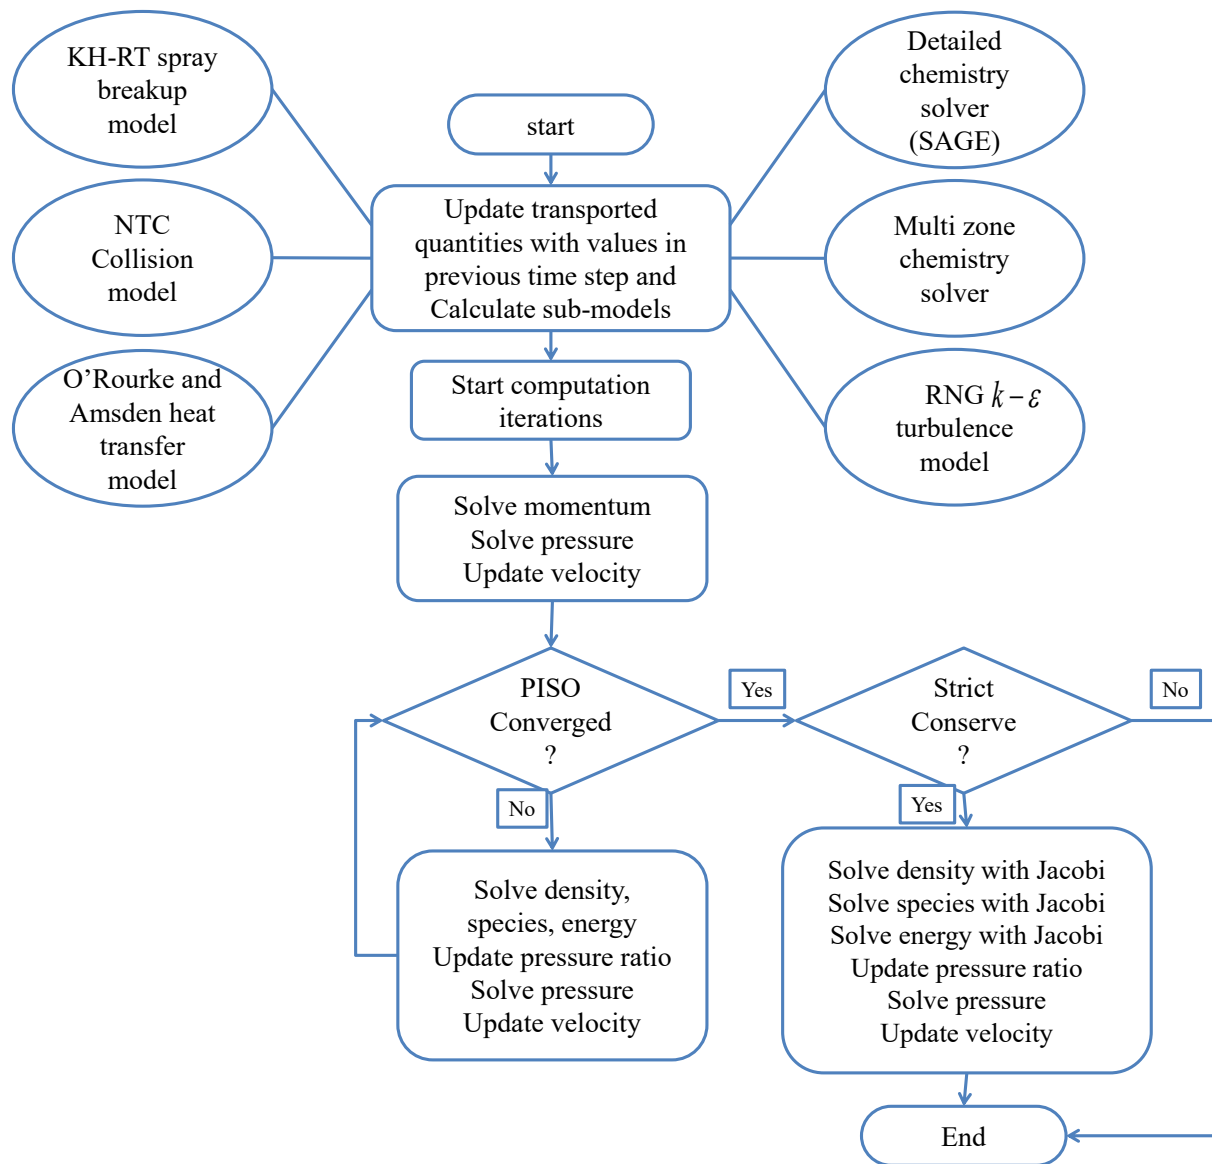 KH-RT spray
breakup
model
NTC
Collision
model
O’Rourke and
Amsden heat
transfer
model
start
Update transported
quantities with values in
previous time step and
Calculate sub-models
Detailed
chemistry
solver
(SAGE)
Multi zone
chemistry
solver
RNG k − ε
turbulence
model
Start computation
iterations
Solve momentum
Solve pressure
Update velocity
PISO
Converged
?
Yes
Strict
Conserve
?
No
No
Yes
Solve density,
species, energy
Update pressure ratio
Solve pressure
Update velocity
Solve density with Jacobi
Solve species with Jacobi
Solve energy with Jacobi
Update pressure ratio
Solve pressure
Update velocity
End